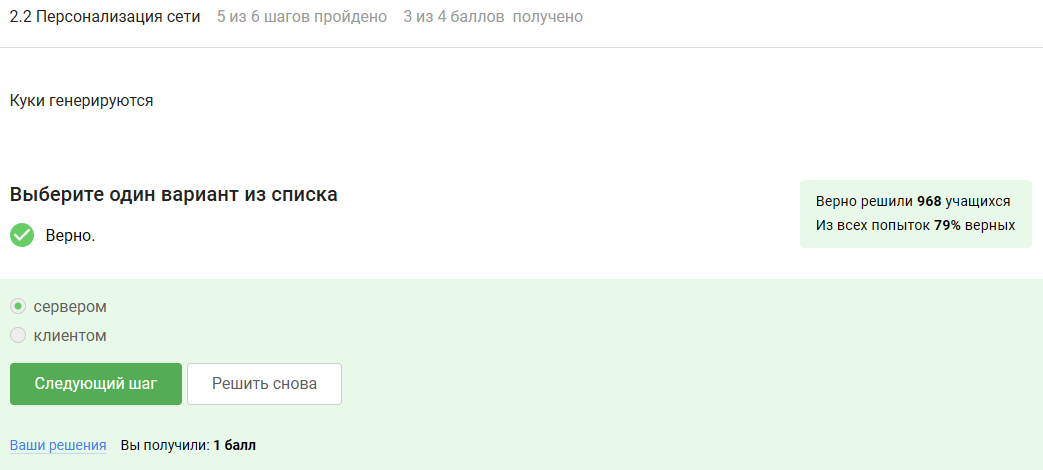 2.2 Персонализация сети 5 из 6 шагов пройдено 3 из 4 баллов получено
Куки генерируются
Выберите один вариант из списка
Верно.
Верно решили 968 учащихся
Из всех попыток 79% верных
сервером
клиентом
Следующий шаг Решить снова
Ваши решения Вы получили: 1 балл